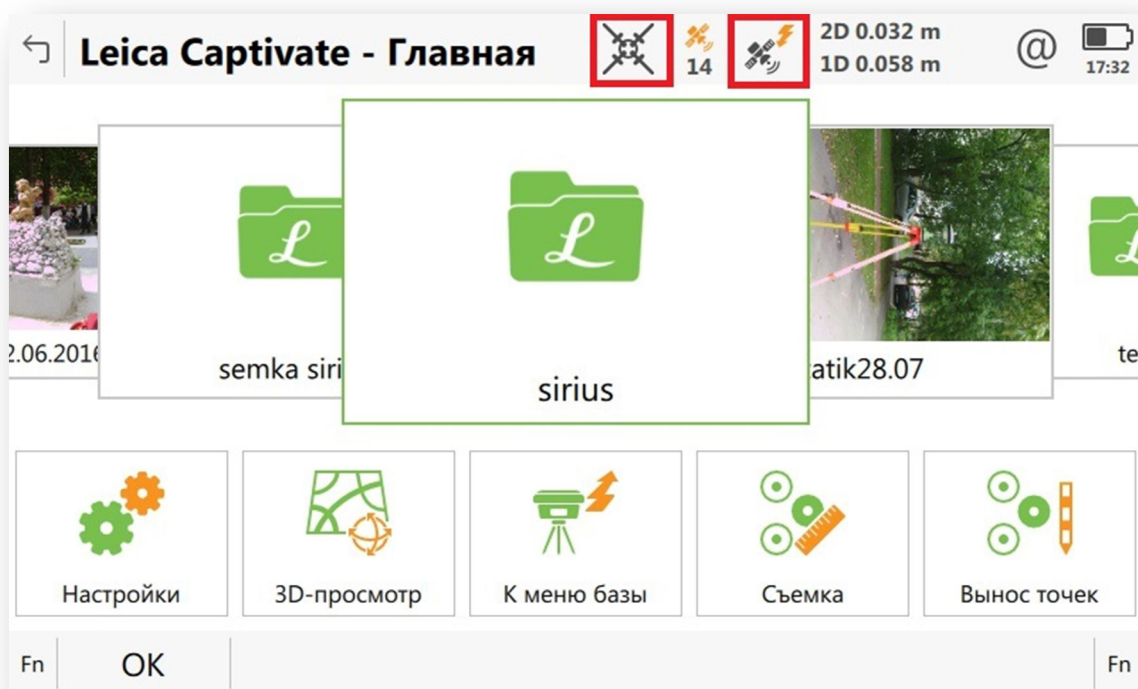 Leica Captivate - Главная
14
2D 0.032 m
1D 0.058 m
@
17:32
2.06.2016
semka siri
sirius
atik28.07
te
Настройки
3D-просмотр
К меню базы
Съемка
Вынос точек
Fn
OK
Fn